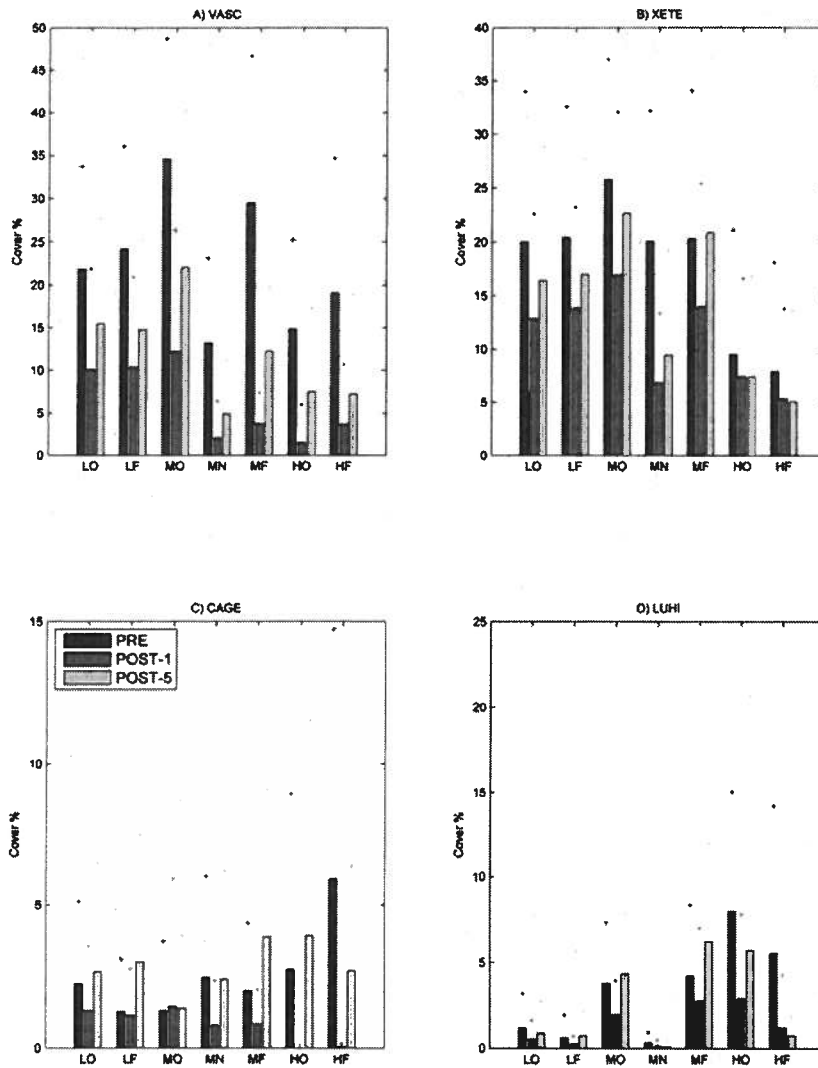 A) VASC
50
45
40
35
30
25
20
15
10
5
0
Cover %
LO LF MO MN MF HO HF
B) XETE
40
35
30
25
20
15
10
5
0
Cover %
LO LF MO MN MF HO HF
C) CAGE
15
10
5
0
Cover %
PRE
POST-1
POST-5
LO LF MO MN MF HO HF
D) LUHI
25
20
15
10
5
0
Cover %
LO LF MO MN MF HO HF